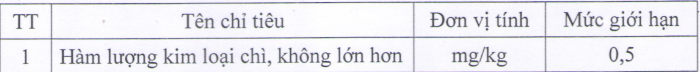 TT Tên chỉ tiêu Đơn vị tính Mức giới hạn
1 Hàm lượng kim loại chì, không lớn hơn mg/kg 0,5